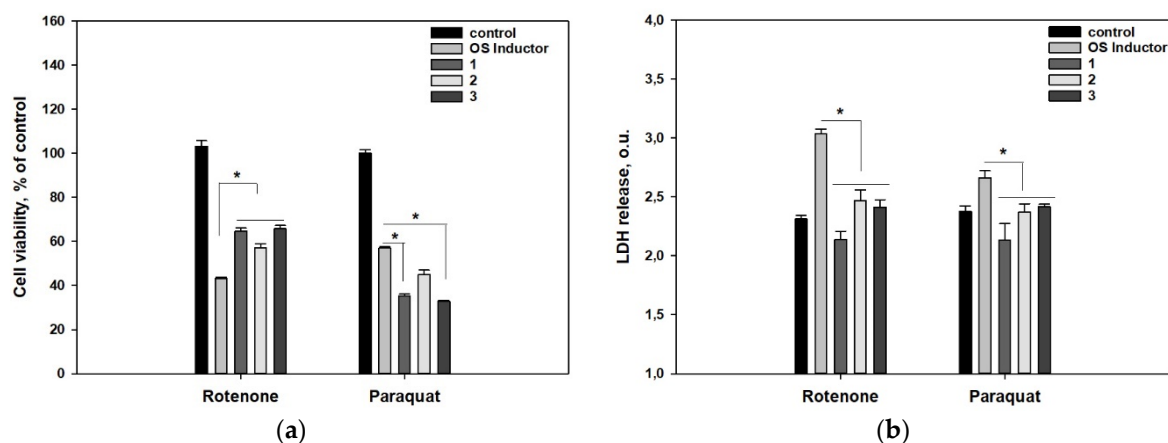 Cell viability, % of control
160
140
120
100
80
60
40
20
0
control
OS Inductor
1
2
3
*
*
*
Rotenone
Paraquat
(a)
LDH release, o.u.
4,0
3,5
3,0
2,5
2,0
1,5
1,0
control
OS Inductor
1
2
3
*
*
Rotenone
Paraquat
(b)